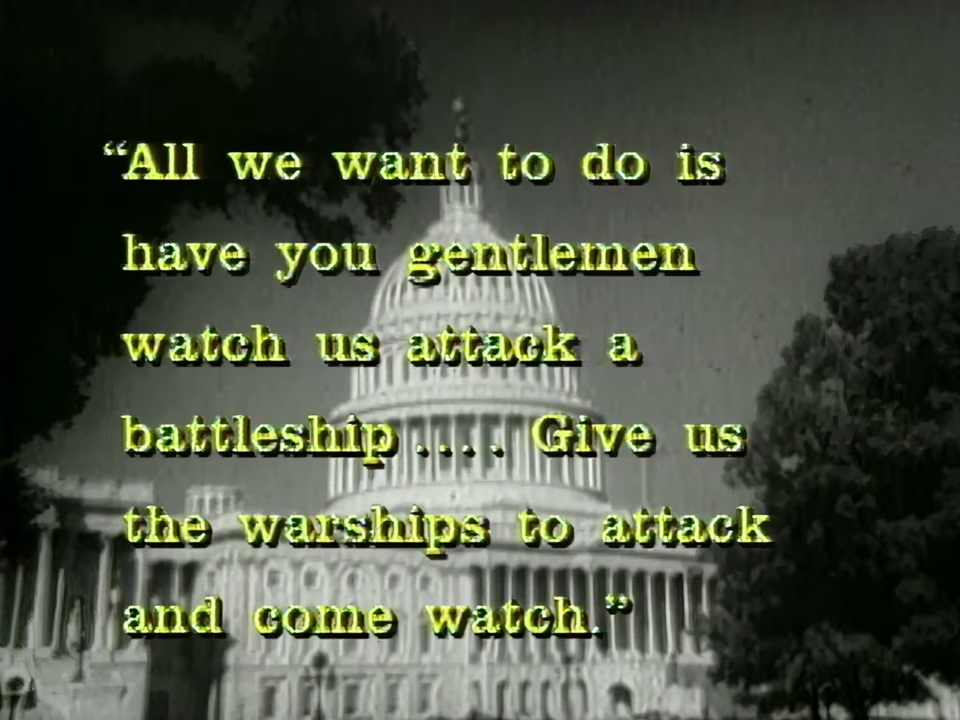 “All we want to do is
have you gentlemen
watch us attack a
battleship . . . . Give us
the warships to attack
and come watch.”